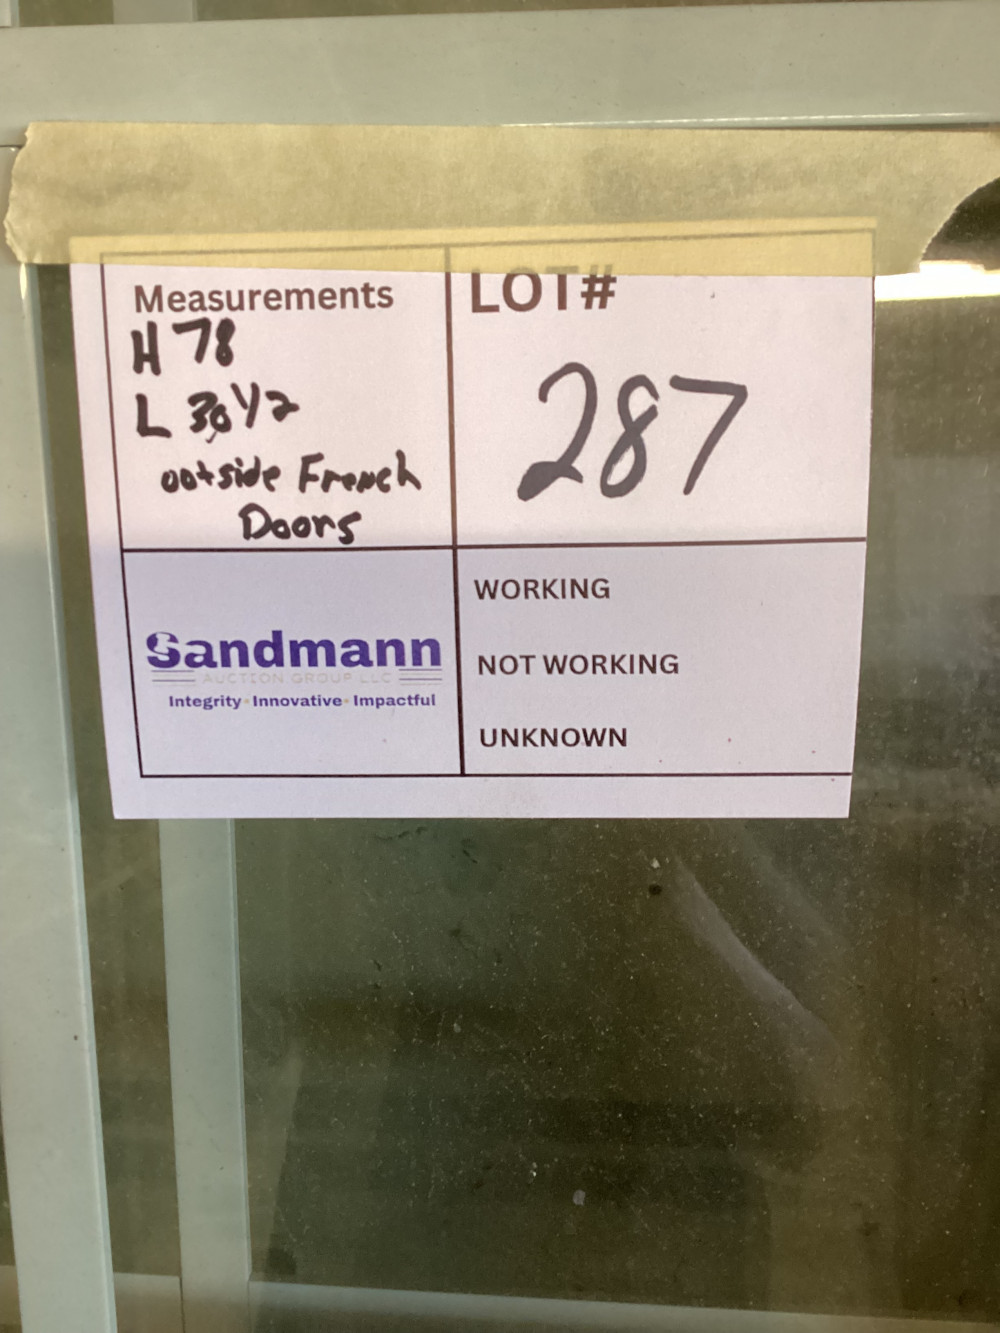 Measurements
H 78
L 30 1/2
outside French
Doors
LOT#
287
Sandmann
AUCTION GROUP LLC
Integrity • Innovative • Impactful
WORKING
NOT WORKING
UNKNOWN